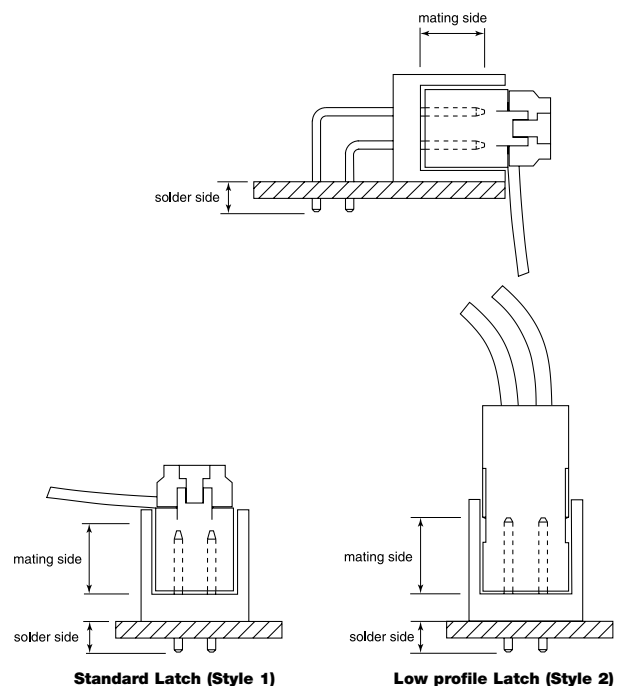 mating side
solder side
mating side
mating side
solder side
solder side
Standard Latch (Style 1)
Low profile Latch (Style 2)